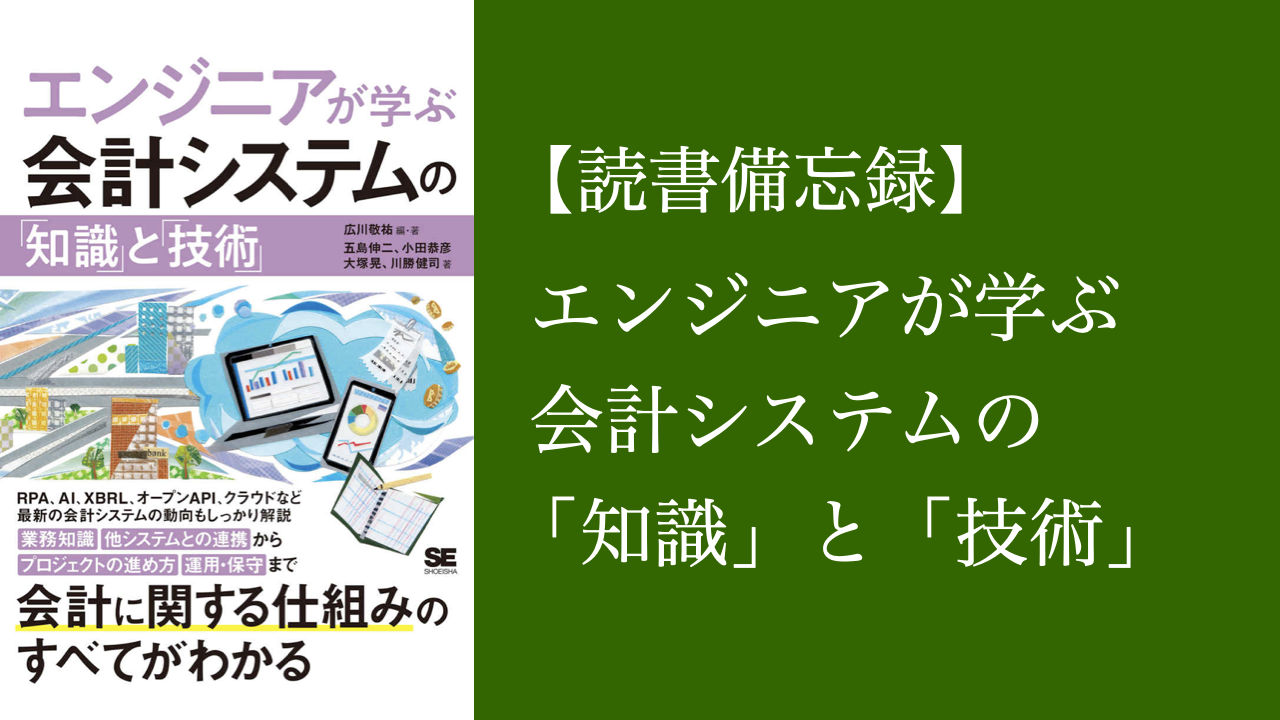 エンジニアが学ぶ
会計システムの
「知識」と「技術」
広川敬祐 編・著
五島伸二、小田恭彦
大塚晃、川勝健司 著
bank
RPA、AI、XBRL、オープンAPI、クラウドなど
最新の会計システムの動向もしっかり解説
業務知識 他システムとの連携 から
プロジェクトの進め方 運用・保守 まで
SE
SHOEISHA
会計に関する仕組みの
すべてがわかる
【読書備忘録】
エンジニアが学ぶ
会計システムの
「知識」と「技術」